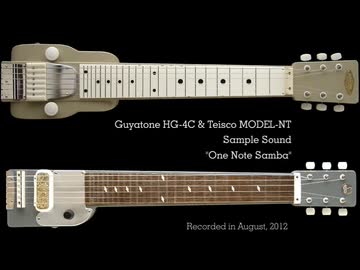 Guyatone HG-4C & Teisco MODEL-NT
Sample Sound
"One Note Samba"
Recorded in August, 2012